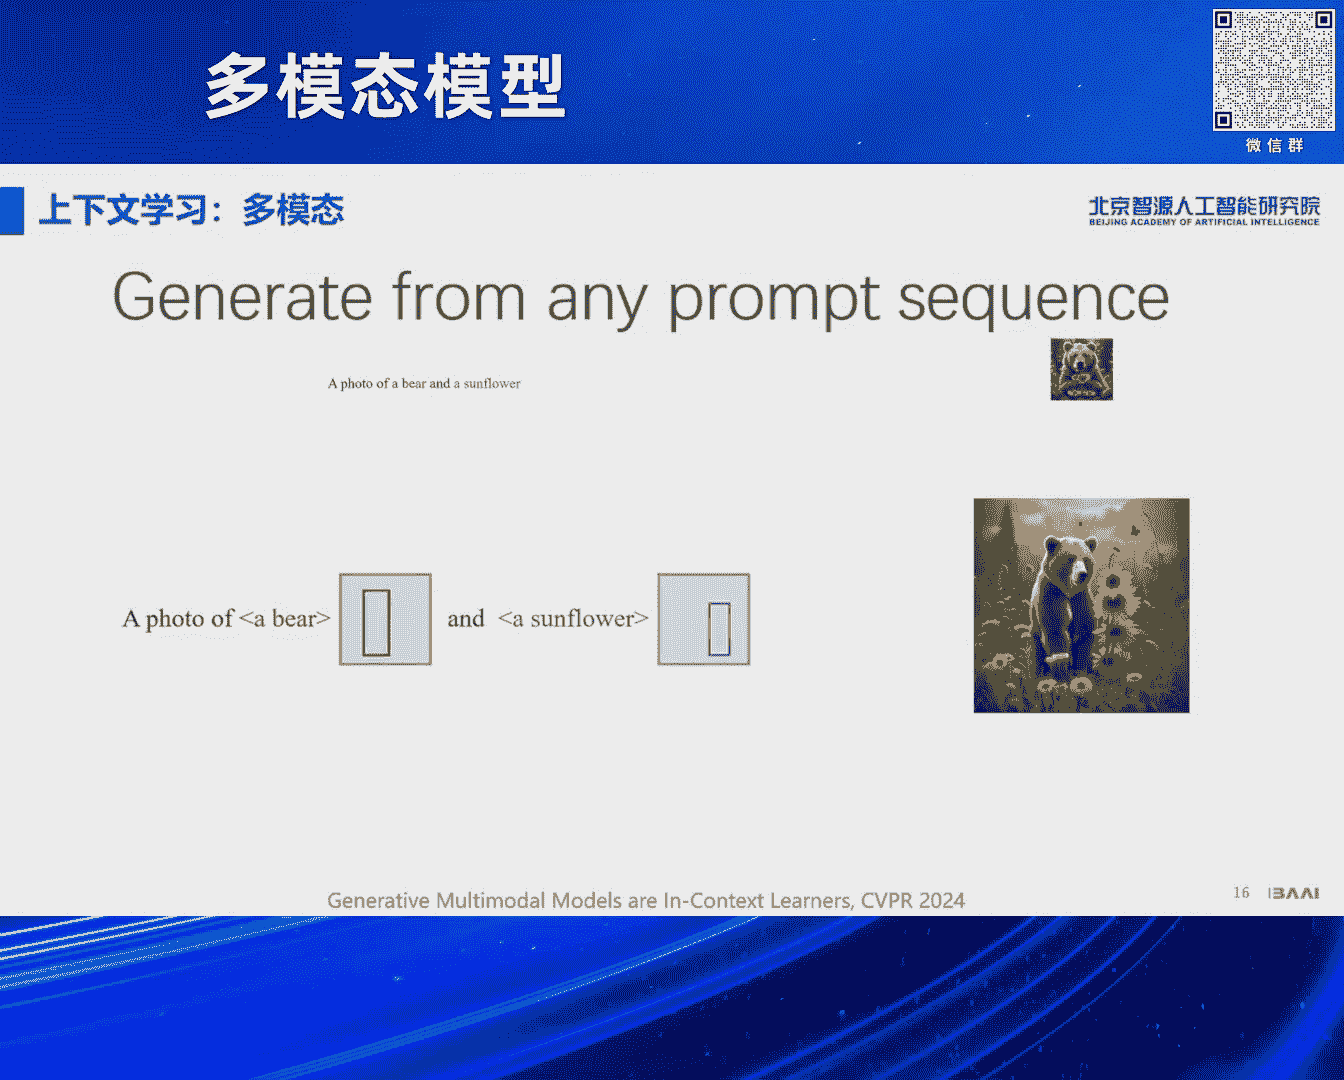 多模态模型
微信群
上下文学习：多模态
北京智源人工智能研究院
BEIJING ACADEMY OF ARTIFICIAL INTELLIGENCE
Generate from any prompt sequence
A photo of a bear and a sunflower
A photo of <a bear> and <a sunflower>
Generative Multimodal Models are In-Context Learners, CVPR 2024
16 BAAI